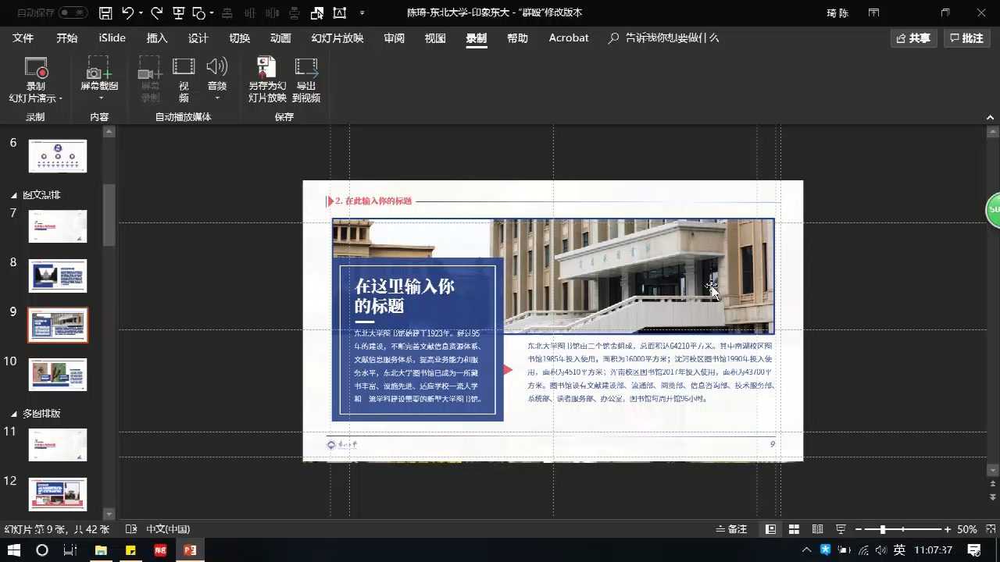 自动保存 关
陈琦-东北大学-印象东大 - “群殴”修改版本
琦 陈
文件 开始 iSlide 插入 设计 切换 动画 幻灯片放映 审阅 视图 录制 帮助 Acrobat 告诉我你想要做什么 共享 批注
录制
幻灯片演示
屏幕截图
屏幕
录制
视
频
音频
另存为幻
灯片放映
导出
到视频
录制 内容 自动播放媒体 保存
6
图文混排
7
8
9
10
多图排版
11
12
2. 在此输入你的标题
在这里输入你
的标题
东北大学图书馆始建于1923年。经过95
年的建设，不断完善文献信息资源体系、
文献信息服务体系，提高业务能力和服
务水平，东北大学图书馆已成为一所藏
书丰富、设施先进、适应学校一流大学
和一流学科建设需要的新型大学图书馆。
东北大学图书馆由三个馆舍组成，总面积达64210平方米。其中南湖校区图
书馆1985年投入使用，面积为16000平方米；沈河校区图书馆1990年投入使
用，面积为4510平方米；浑南校区图书馆2017年投入使用，面积为43700平
方米。图书馆设有文献建设部、流通部、阅览部、信息咨询部、技术服务部、
系统部、读者服务部、办公室，图书馆每周开馆96小时。
东北大学
9
50
幻灯片 第 9 张，共 42 张 中文(中国) 备注 50%
英 11:07:37